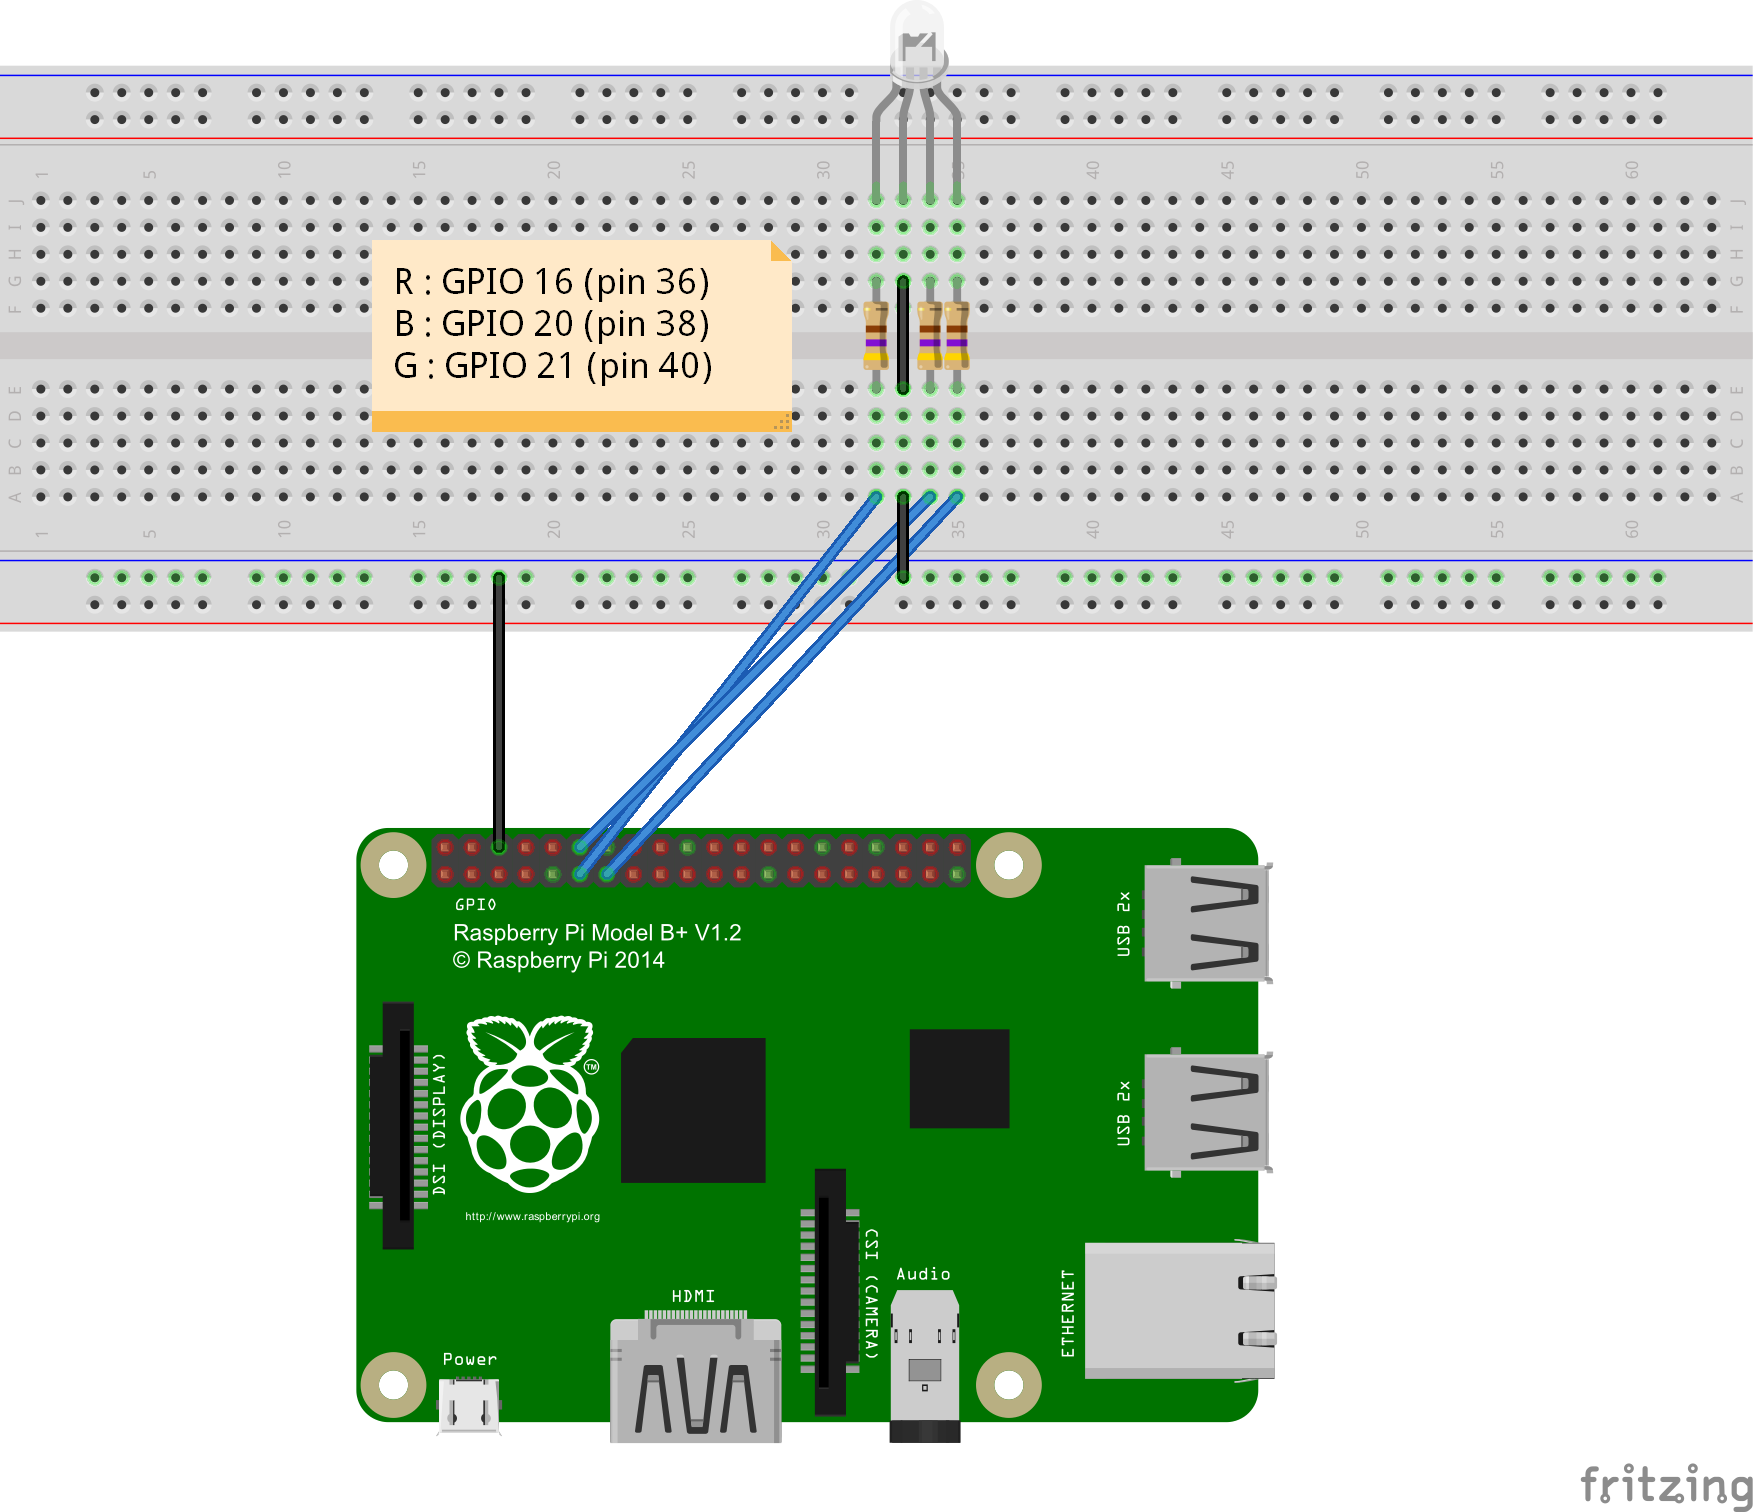 1 5 10 15 20 25 30 35 40 45 50 55 60
J J
I I
H H
G G
F F
R : GPIO 16 (pin 36)
B : GPIO 20 (pin 38)
G : GPIO 21 (pin 40)
E E
D D
C C
B B
A A
1 5 10 15 20 25 30 35 40 45 50 55 60
GPIO
Raspberry Pi Model B+ V1.2
© Raspberry Pi 2014
USB 2x
DSI (DISPLAY)
TM
USB 2x
http://www.raspberrypi.org
CSI (CAMERA)
Audio
ETHERNET
HDMI
Power
fritzing